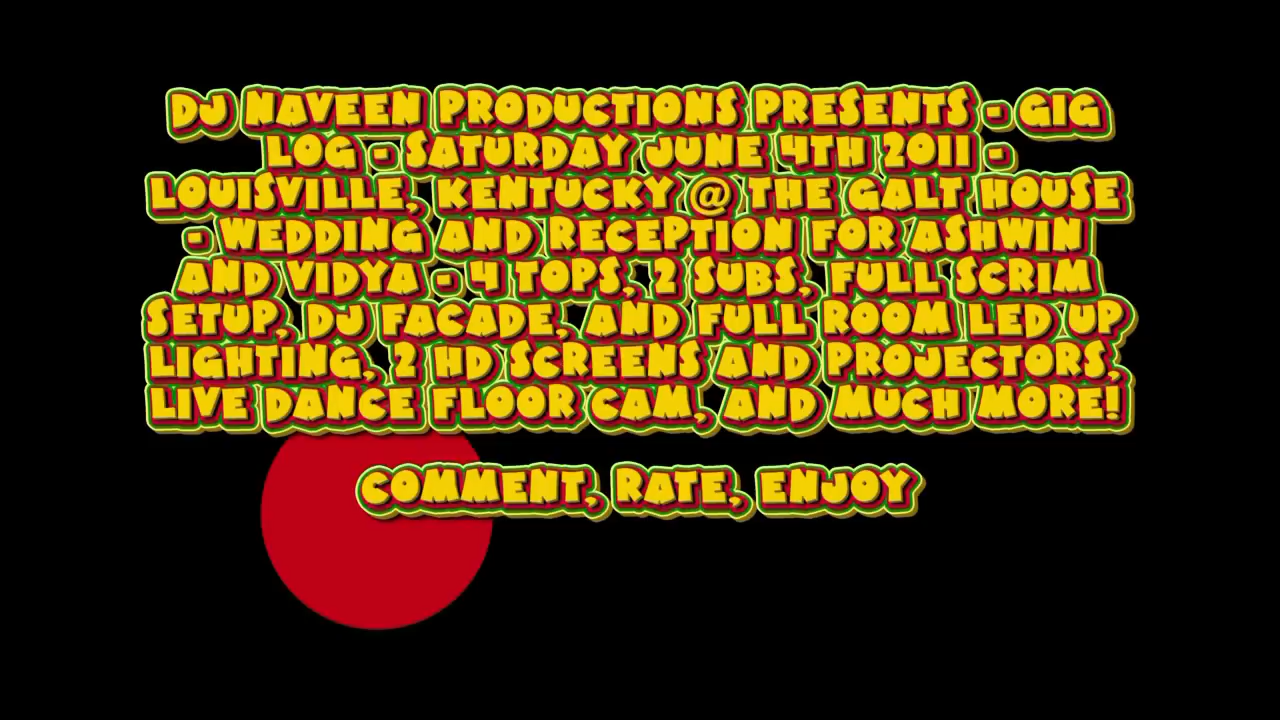 DJ NAVEEN PRODUCTIONS PRESENTS - GIG
LOG - SATURDAY JUNE 4TH 2011 -
LOUISVILLE, KENTUCKY @ THE GALT HOUSE
- WEDDING AND RECEPTION FOR ASHWIN
AND VIDYA - 4 TOPS, 2 SUBS, FULL SCRIM
SETUP, DJ FACADE, AND FULL ROOM LED UP
LIGHTING, 2 HD SCREENS AND PROJECTORS,
LIVE DANCE FLOOR CAM, AND MUCH MORE!
COMMENT, RATE, ENJOY